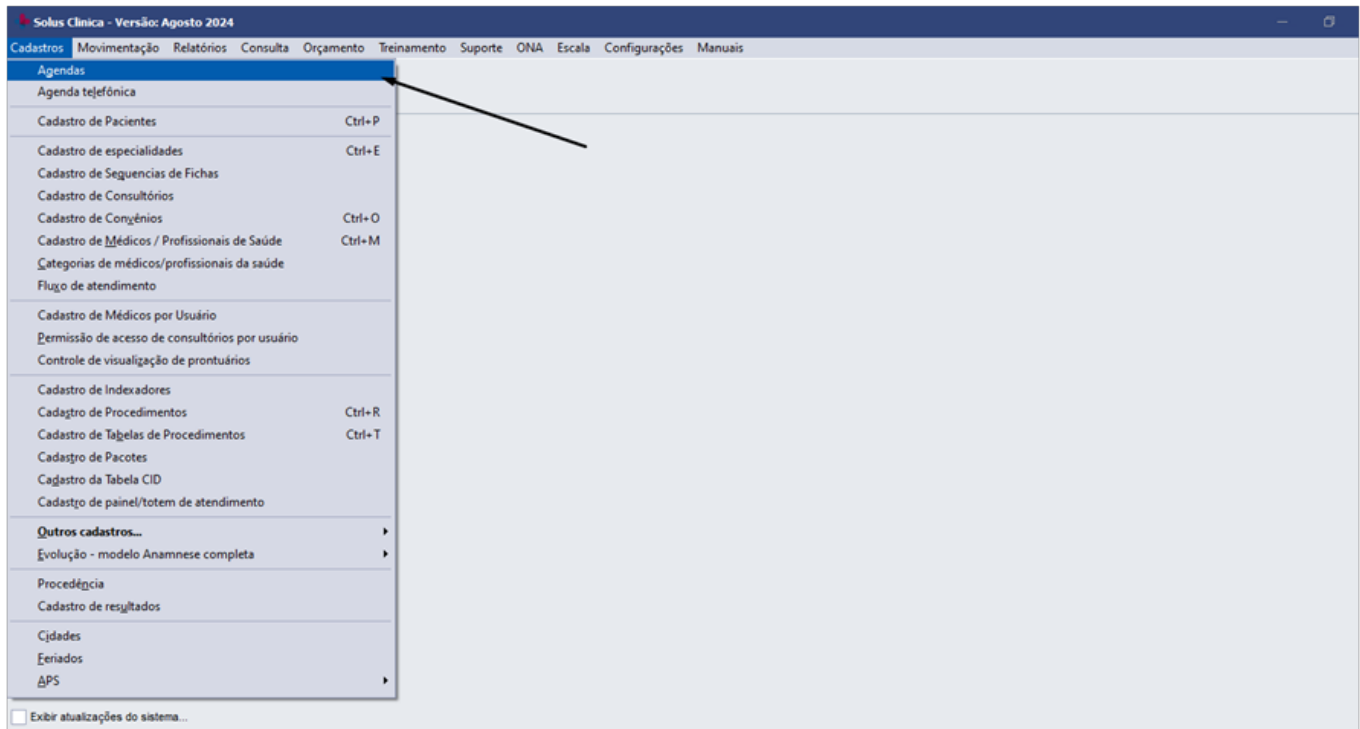 Solus Clinica - Versão: Agosto 2024
Cadastros Movimentação Relatórios Consulta Orçamento Treinamento Suporte ONA Escala Configurações Manuais
Agendas
Agenda telefônica
Cadastro de Pacientes Ctrl+P
Cadastro de especialidades Ctrl+E
Cadastro de Sequencias de Fichas
Cadastro de Consultórios
Cadastro de Convênios Ctrl+O
Cadastro de Médicos / Profissionais de Saúde Ctrl+M
Categorias de médicos/profissionais da saúde
Fluxo de atendimento
Cadastro de Médicos por Usuário
Permissão de acesso de consultórios por usuário
Controle de visualização de prontuários
Cadastro de Indexadores
Cadastro de Procedimentos Ctrl+R
Cadastro de Tabelas de Procedimentos Ctrl+T
Cadastro de Pacotes
Cadastro da Tabela CID
Cadastro de painel/totem de atendimento
Outros cadastros...
Evolução - modelo Anamnese completa
Procedência
Cadastro de resultados
Cidades
Feriados
APS
Exibir atualizações do sistema...